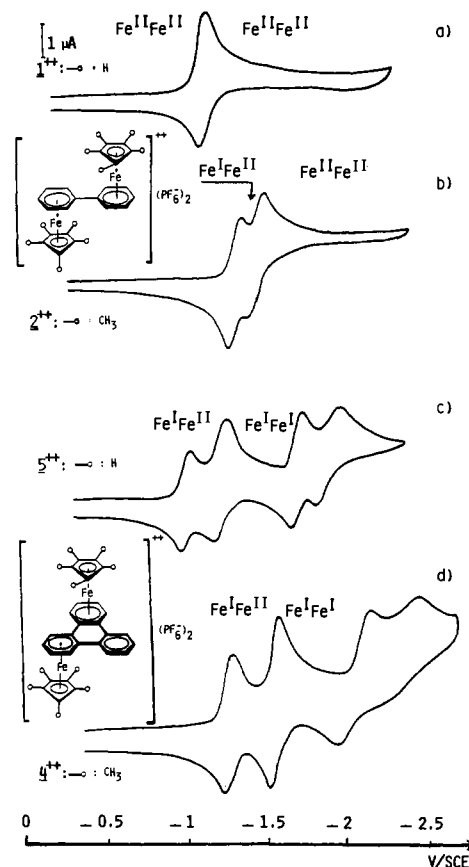 1 μA
Fe^II Fe^II
Fe^II Fe^II
a)
1^++: —o : H
Fe
Fe
++
(PF6^-)2
Fe^I Fe^II
Fe^II Fe^II
b)
2^++: —o : CH3
c)
Fe^I Fe^II
Fe^I Fe^I
5^++: —o : H
Fe
Fe
++
(PF6^-)2
d)
Fe^I Fe^II
Fe^I Fe^I
4^++: —o : CH3
0 −0.5 −1 −1.5 −2 −2.5
V/SCE